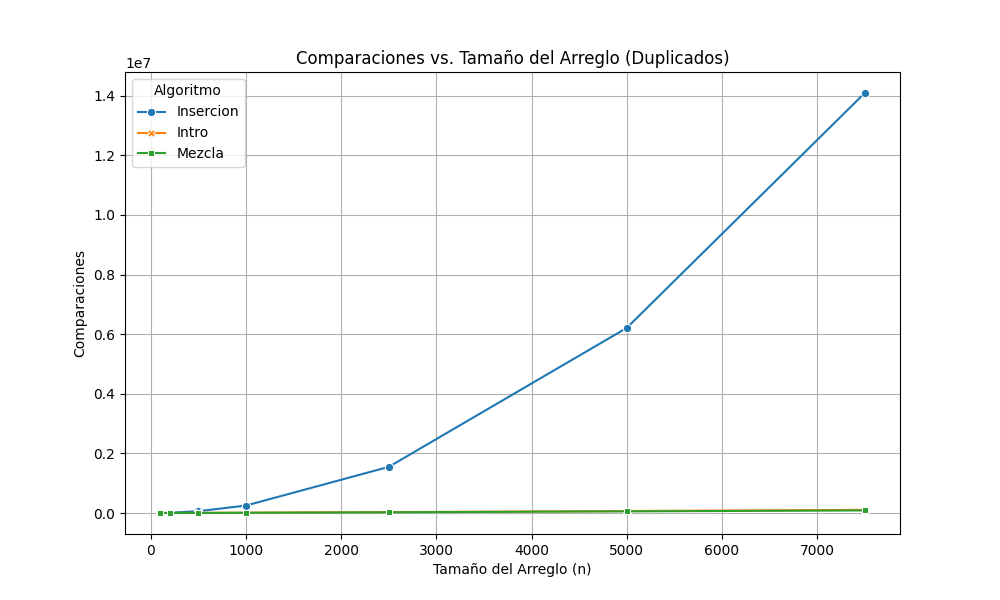 Comparaciones vs. Tamaño del Arreglo (Duplicados)
1e7
Algoritmo
Insercion
Intro
Mezcla
1.4
1.2
1.0
0.8
0.6
0.4
0.2
0.0
Comparaciones
0 1000 2000 3000 4000 5000 6000 7000
Tamaño del Arreglo (n)